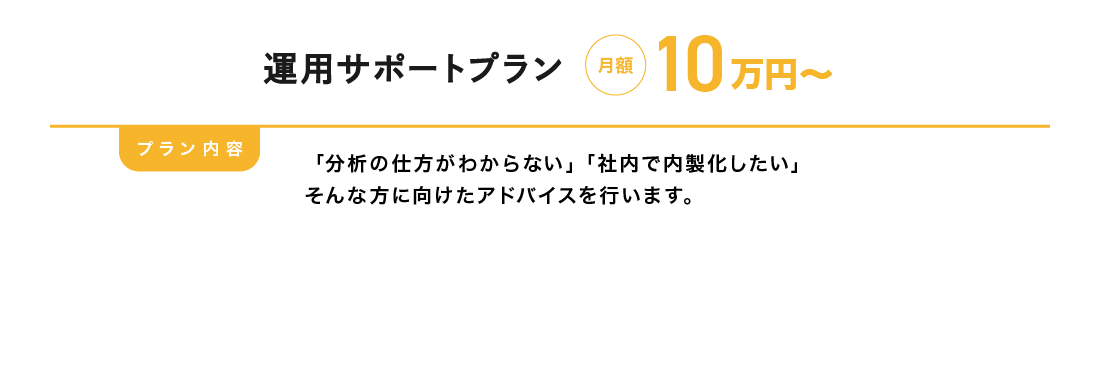 運用サポートプラン 月額 10万円〜
プラン内容
「分析の仕方がわからない」「社内で内製化したい」
そんな方に向けたアドバイスを行います。